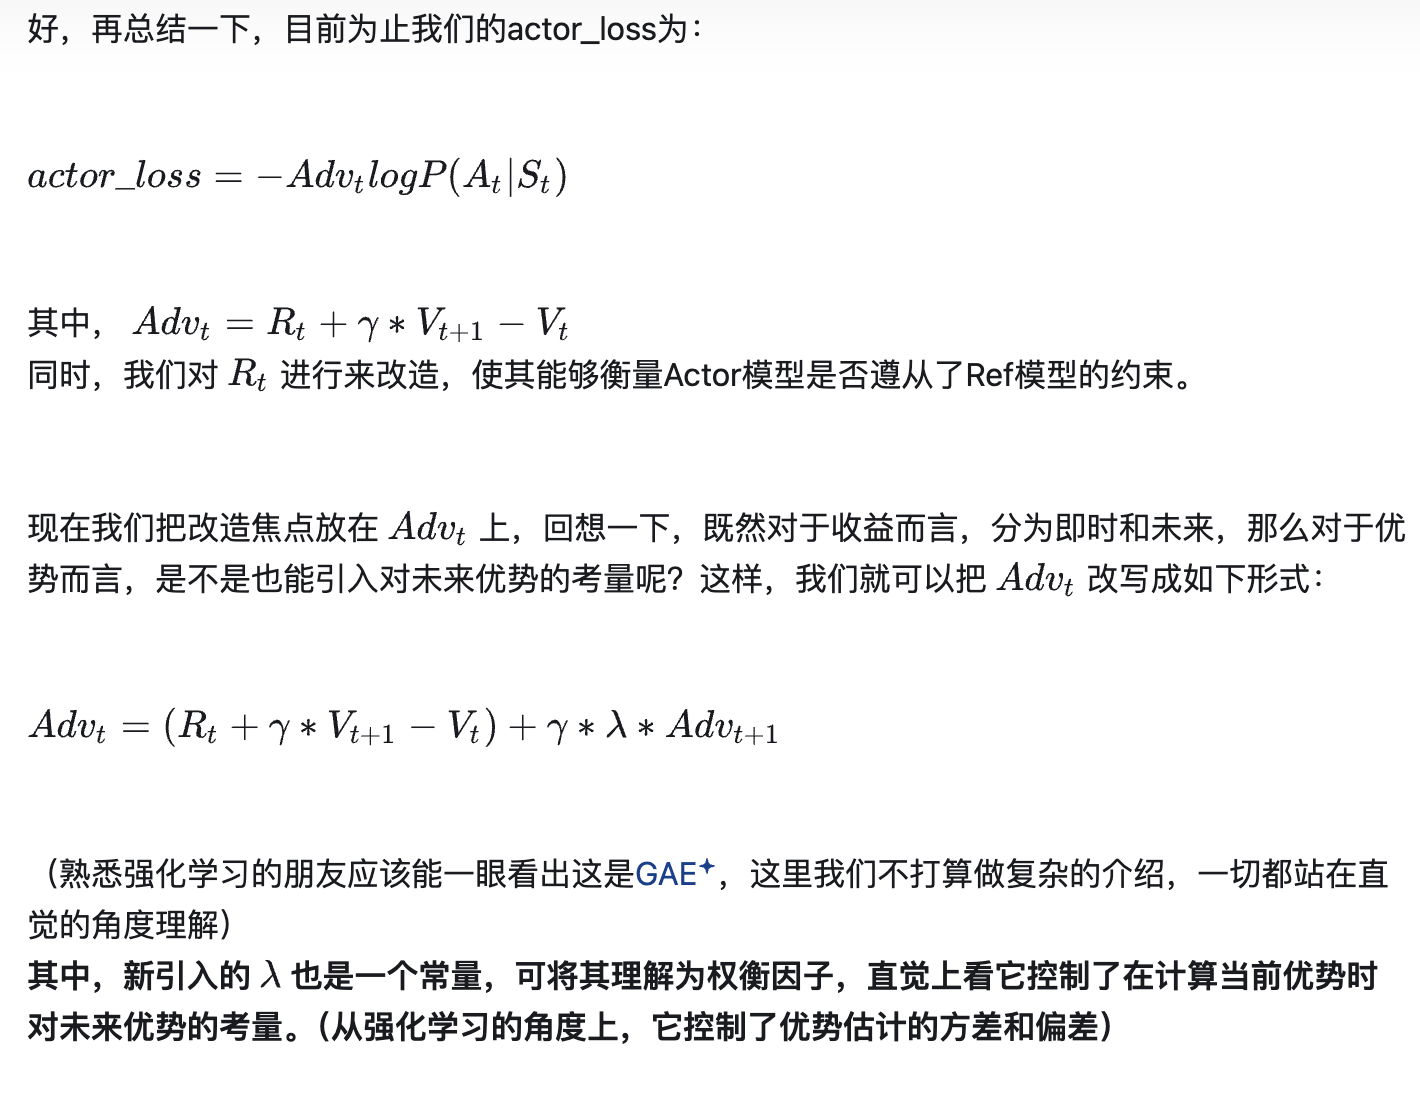 好，再总结一下，目前为止我们的actor_loss为：
actor_loss = −Adv_t logP(A_t|S_t)
其中， Adv_t = R_t + γ ∗ V_{t+1} − V_t
同时，我们对 R_t 进行来改造，使其能够衡量Actor模型是否遵从了Ref模型的约束。
现在我们把改造焦点放在 Adv_t 上，回想一下，既然对于收益而言，分为即时和未来，那么对于优
势而言，是不是也能引入对未来优势的考量呢？这样，我们就可以把 Adv_t 改写成如下形式：
Adv_t = (R_t + γ ∗ V_{t+1} − V_t) + γ ∗ λ ∗ Adv_{t+1}
（熟悉强化学习的朋友应该能一眼看出这是GAE✦，这里我们不打算做复杂的介绍，一切都站在直
觉的角度理解）
其中，新引入的 λ 也是一个常量，可将其理解为权衡因子，直觉上看它控制了在计算当前优势时
对未来优势的考量。（从强化学习的角度上，它控制了优势估计的方差和偏差）